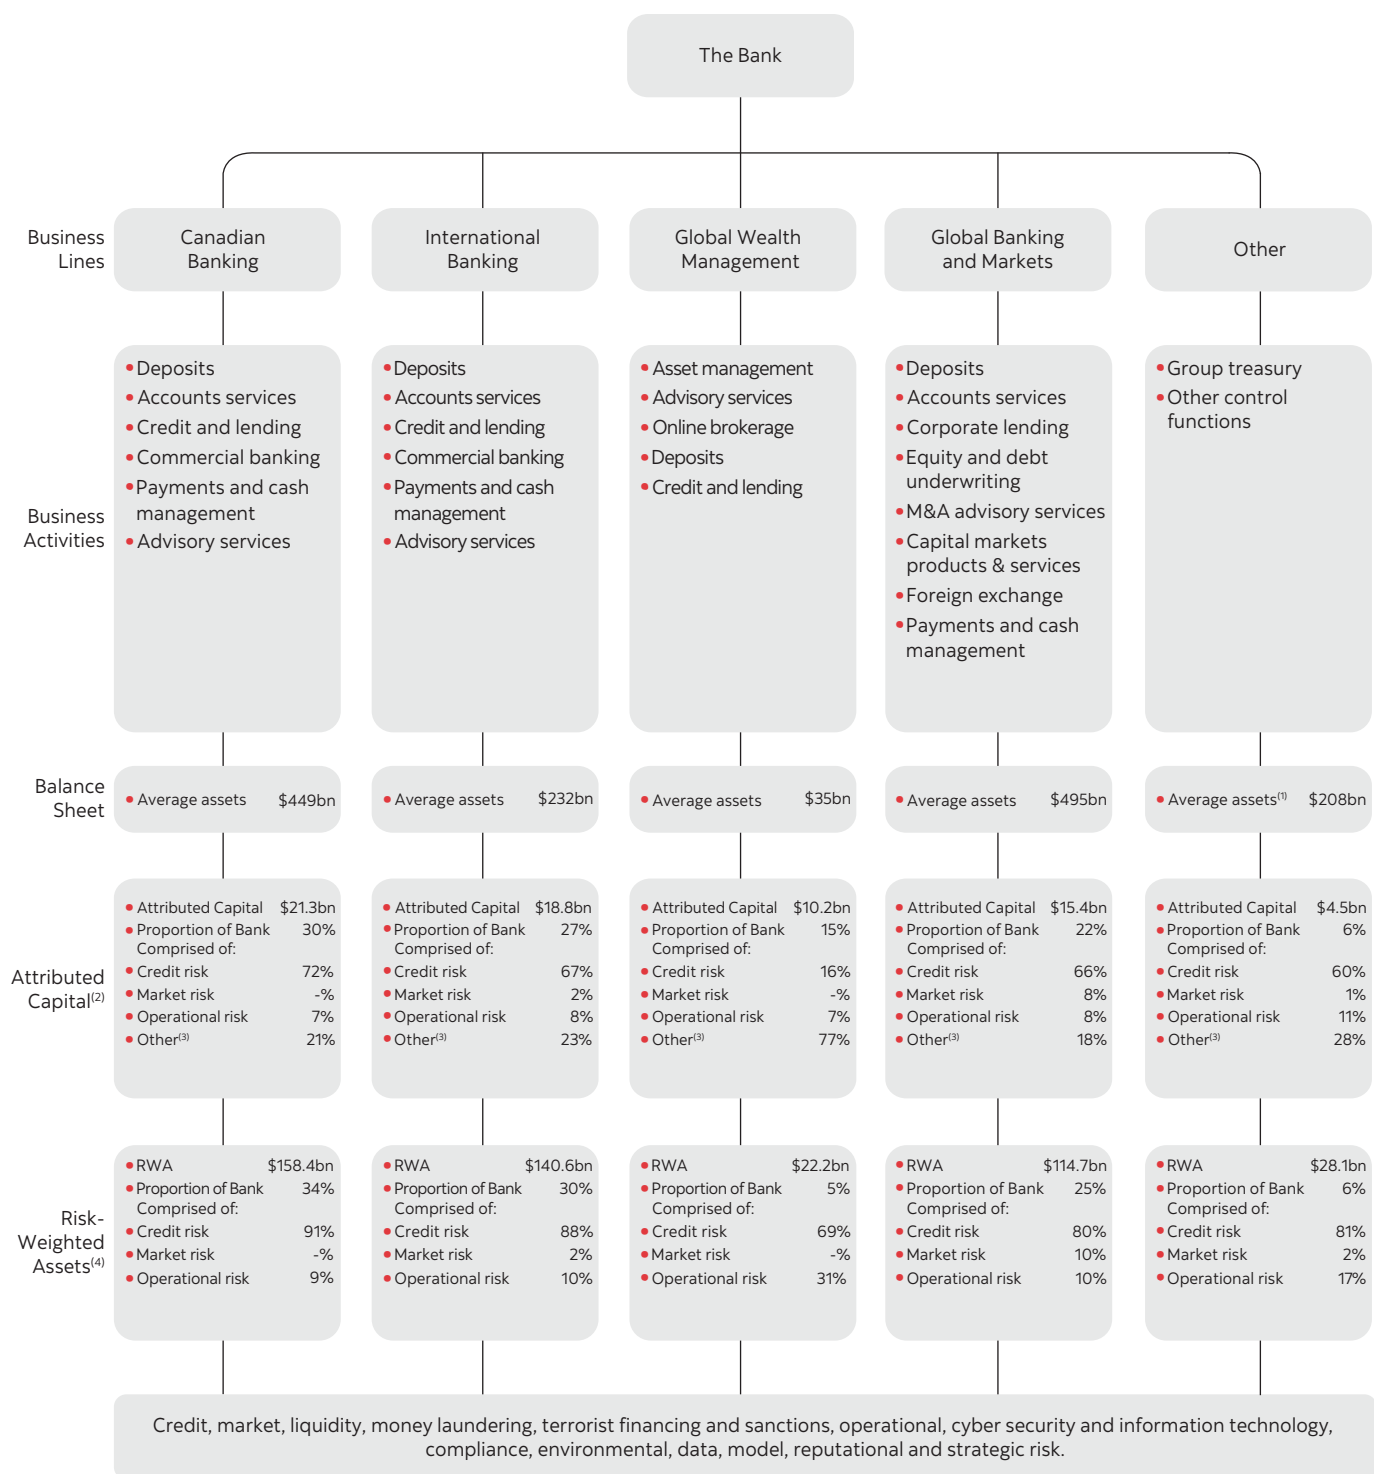 The Bank
Business
Lines
Canadian
Banking
International
Banking
Global Wealth
Management
Global Banking
and Markets
Other
Business
Activities
• Deposits
• Accounts services
• Credit and lending
• Commercial banking
• Payments and cash
management
• Advisory services
• Deposits
• Accounts services
• Credit and lending
• Commercial banking
• Payments and cash
management
• Advisory services
• Asset management
• Advisory services
• Online brokerage
• Deposits
• Credit and lending
• Deposits
• Accounts services
• Corporate lending
• Equity and debt
underwriting
• M&A advisory services
• Capital markets
products & services
• Foreign exchange
• Payments and cash
management
• Group treasury
• Other control
functions
Balance
Sheet
• Average assets $449bn
• Average assets $232bn
• Average assets $35bn
• Average assets $495bn
• Average assets(1) $208bn
Attributed
Capital(2)
• Attributed Capital $21.3bn
• Proportion of Bank 30%
Comprised of:
• Credit risk 72%
• Market risk -%
• Operational risk 7%
• Other(3) 21%
• Attributed Capital $18.8bn
• Proportion of Bank 27%
Comprised of:
• Credit risk 67%
• Market risk 2%
• Operational risk 8%
• Other(3) 23%
• Attributed Capital $10.2bn
• Proportion of Bank 15%
Comprised of:
• Credit risk 16%
• Market risk -%
• Operational risk 7%
• Other(3) 77%
• Attributed Capital $15.4bn
• Proportion of Bank 22%
Comprised of:
• Credit risk 66%
• Market risk 8%
• Operational risk 8%
• Other(3) 18%
• Attributed Capital $4.5bn
• Proportion of Bank 6%
Comprised of:
• Credit risk 60%
• Market risk 1%
• Operational risk 11%
• Other(3) 28%
Risk-
Weighted
Assets(4)
• RWA $158.4bn
• Proportion of Bank 34%
Comprised of:
• Credit risk 91%
• Market risk -%
• Operational risk 9%
• RWA $140.6bn
• Proportion of Bank 30%
Comprised of:
• Credit risk 88%
• Market risk 2%
• Operational risk 10%
• RWA $22.2bn
• Proportion of Bank 5%
Comprised of:
• Credit risk 69%
• Market risk -%
• Operational risk 31%
• RWA $114.7bn
• Proportion of Bank 25%
Comprised of:
• Credit risk 80%
• Market risk 10%
• Operational risk 10%
• RWA $28.1bn
• Proportion of Bank 6%
Comprised of:
• Credit risk 81%
• Market risk 2%
• Operational risk 17%
Credit, market, liquidity, money laundering, terrorist financing and sanctions, operational, cyber security and information technology,
compliance, environmental, data, model, reputational and strategic risk.